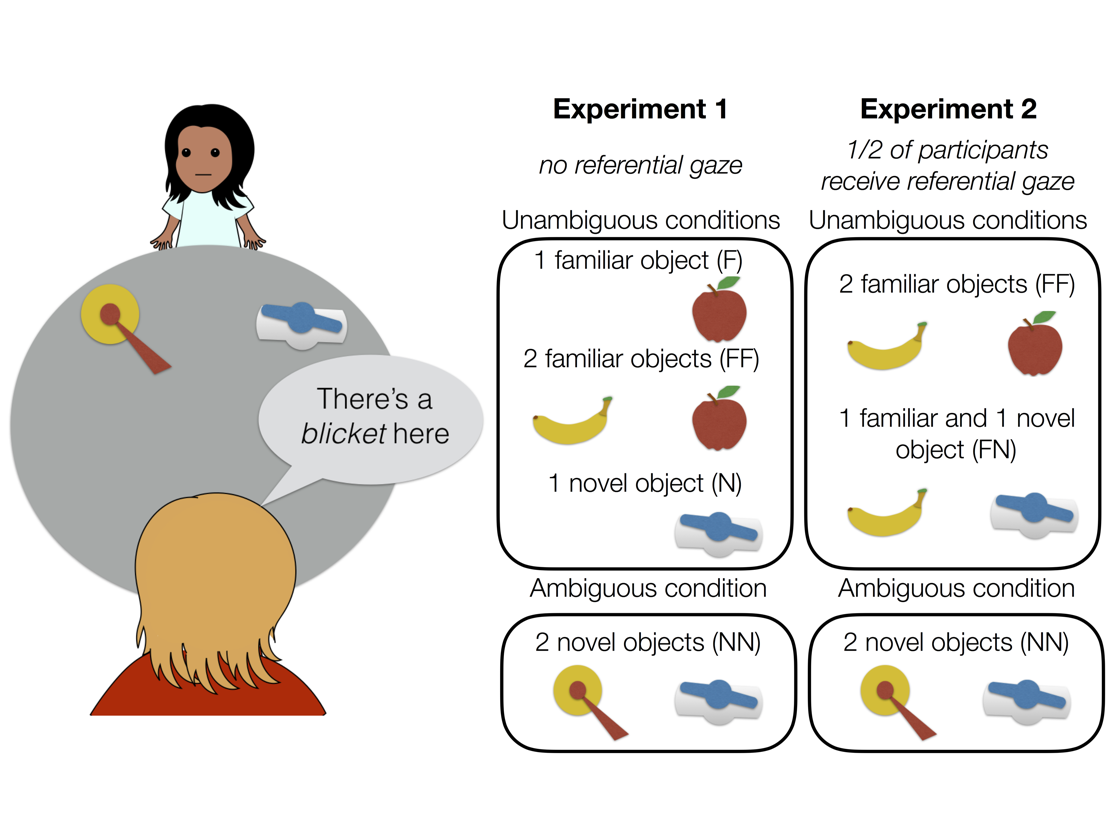 There's a
blicket here
Experiment 1
no referential gaze
Unambiguous conditions
1 familiar object (F)
2 familiar objects (FF)
1 novel object (N)
Ambiguous condition
2 novel objects (NN)
Experiment 2
1/2 of participants
receive referential gaze
Unambiguous conditions
2 familiar objects (FF)
1 familiar and 1 novel
object (FN)
Ambiguous condition
2 novel objects (NN)